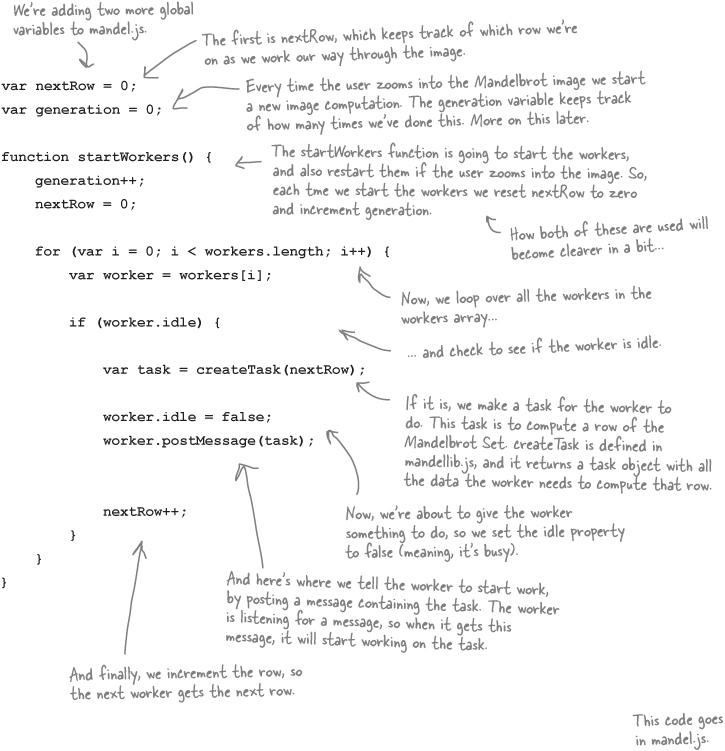 We're adding two more global
variables to mandel.js.
The first is nextRow, which keeps track of which row we're
on as we work our way through the image.
var nextRow = 0;
var generation = 0;
Every time the user zooms into the Mandelbrot image we start
a new image computation. The generation variable keeps track
of how many times we've done this. More on this later.
function startWorkers() {
generation++;
nextRow = 0;
The startWorkers function is going to start the workers,
and also restart them if the user zooms into the image. So,
each tme we start the workers we reset nextRow to zero
and increment generation.
How both of these are used will
become clearer in a bit...
for (var i = 0; i < workers.length; i++) {
var worker = workers[i];
Now, we loop over all the workers in the
workers array...
if (worker.idle) {
... and check to see if the worker is idle.
var task = createTask(nextRow);
If it is, we make a task for the worker to
do. This task is to compute a row of the
Mandelbrot Set. createTask is defined in
mandellib.js, and it returns a task object with all
the data the worker needs to compute that row.
worker.idle = false;
worker.postMessage(task);
Now, we're about to give the worker
something to do, so we set the idle property
to false (meaning, it's busy).
nextRow++;
}
}
}
And here's where we tell the worker to start work,
by posting a message containing the task. The worker
is listening for a message, so when it gets this
message, it will start working on the task.
And finally, we increment the row, so
the next worker gets the next row.
This code goes
in mandel.js.